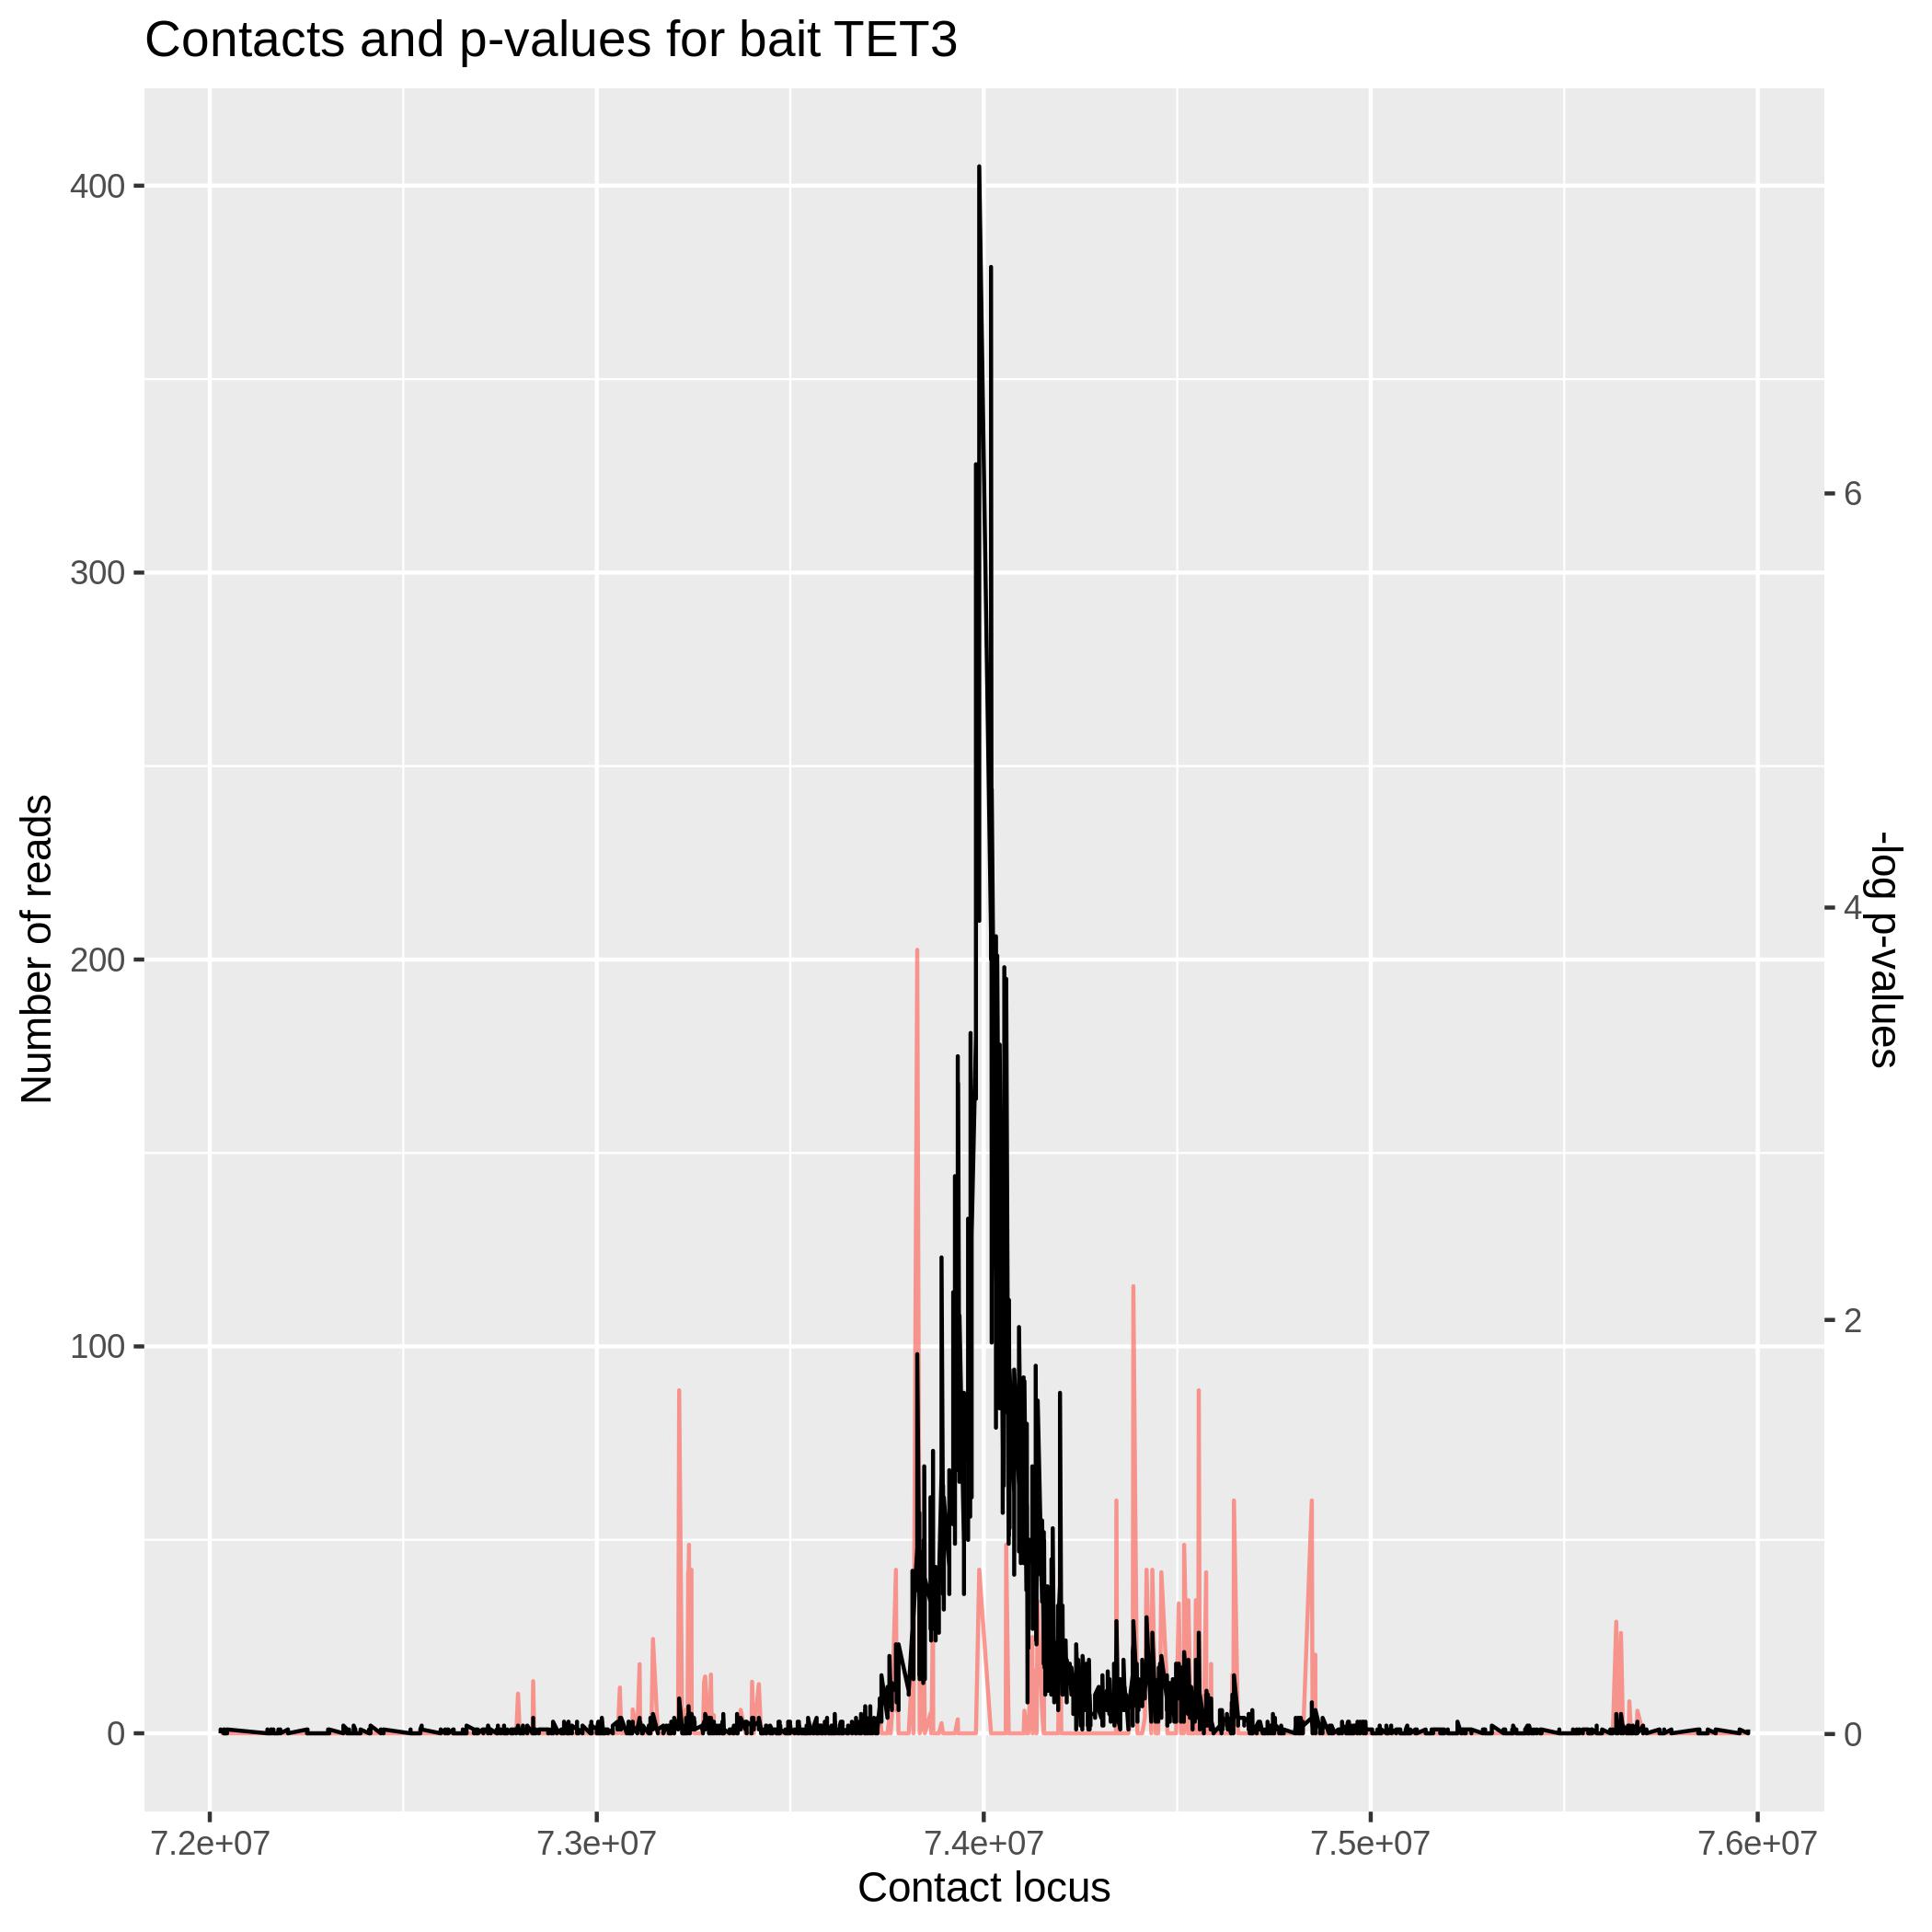 Contacts and p-values for bait TET3
Number of reads
400
300
200
100
0
6
4
2
0
-log p-values
7.2e+07
7.3e+07
7.4e+07
7.5e+07
7.6e+07
Contact locus